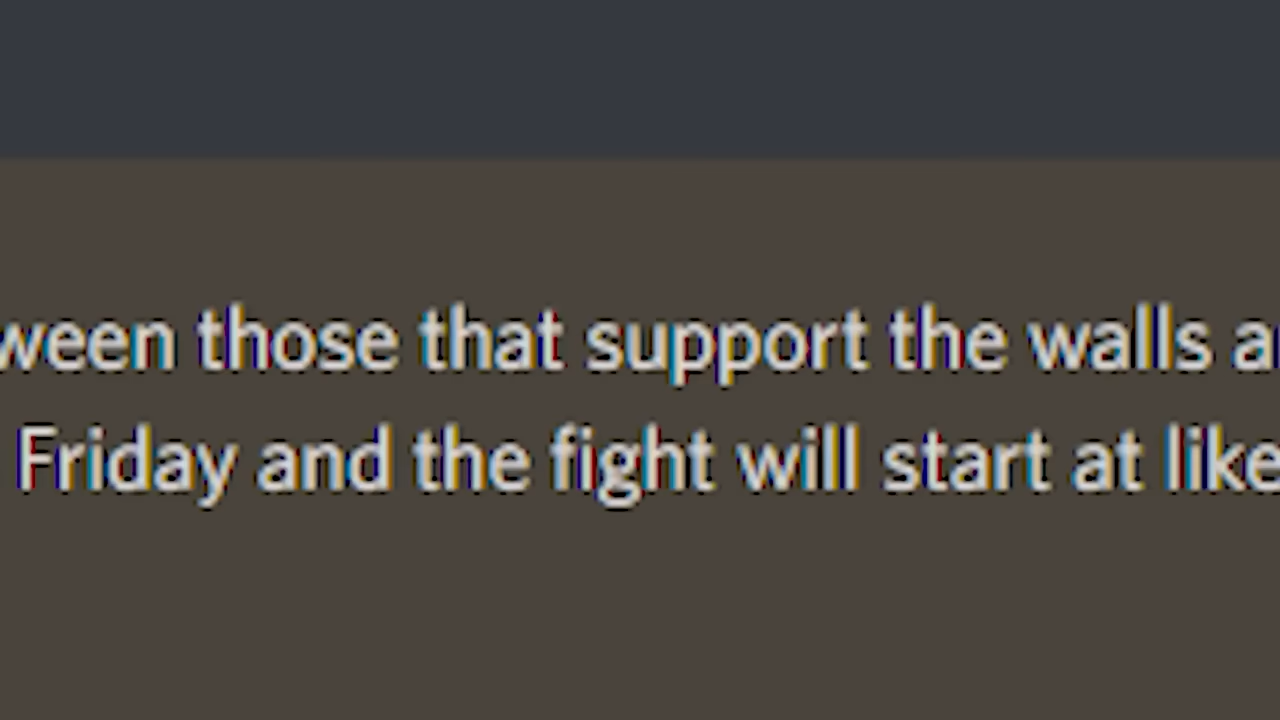 ween those that support the walls a
Friday and the fight will start at like